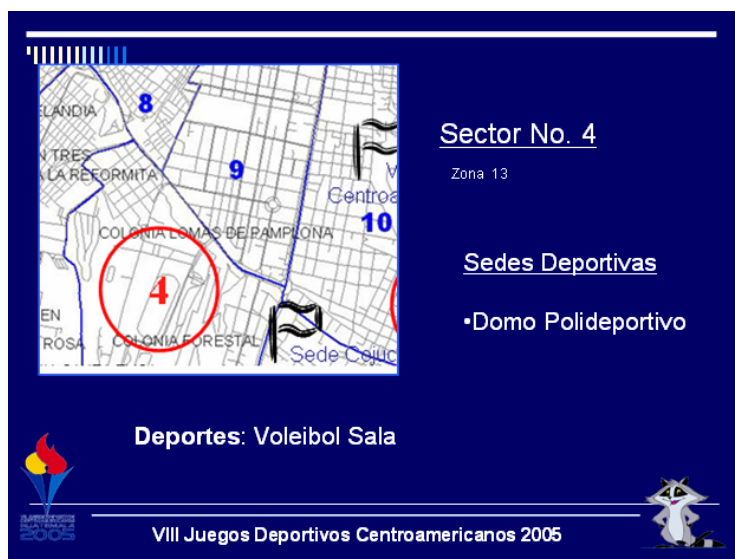 Sector No. 4
Zona 13
Sedes Deportivas
•Domo Polideportivo
8
LANDIA
9
TRES
LA REFORMITA
Centroa
10
COLONIA LOMAS DE PAMPLONA
4
EN
TROSA
COLONIA FORESTAL
Sede Cojuc
Deportes: Voleibol Sala
2005
VIII Juegos Deportivos Centroamericanos 2005